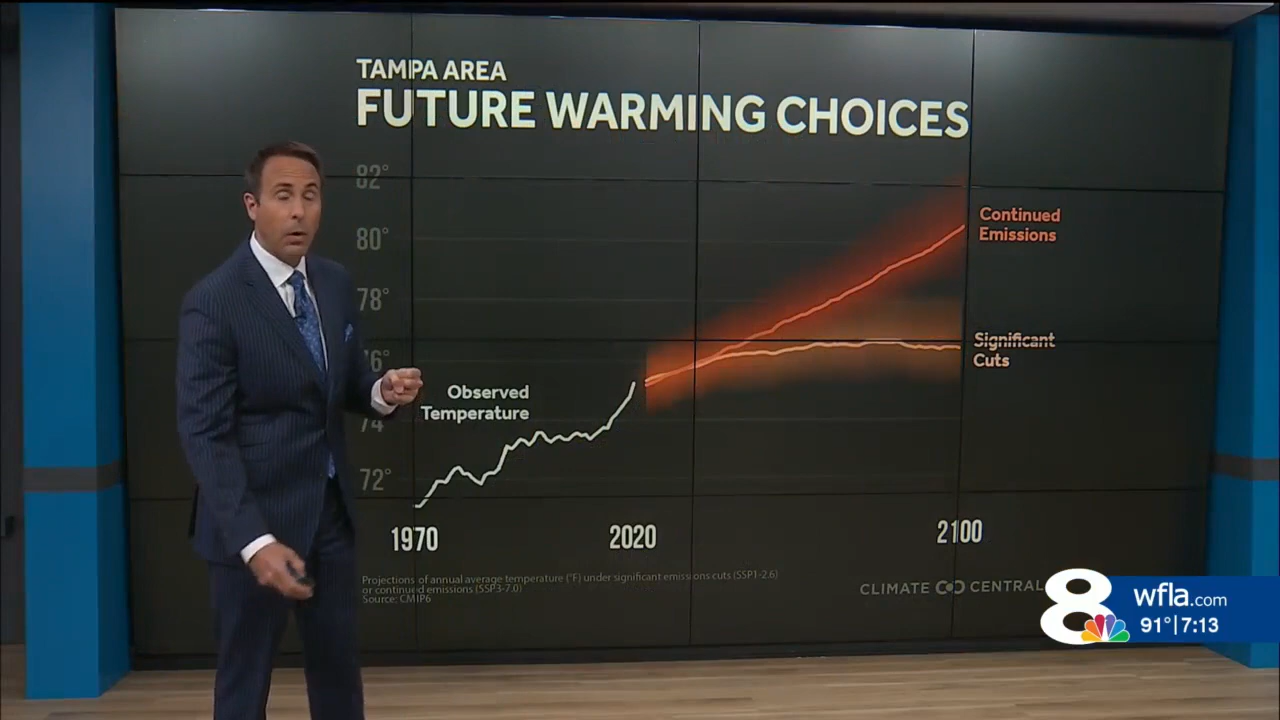 TAMPA AREA
FUTURE WARMING CHOICES
82°
80°
78°
6°
74
72°
Continued
Emissions
Significant
Cuts
Observed
Temperature
1970
2020
2100
Projections of annual average temperature (°F) under significant emissions cuts (SSP1-2.6)
or continued emissions (SSP3-7.0)
Source: CMIP6
CLIMATE CENTRAL
8
wfla.com
91° | 7:13